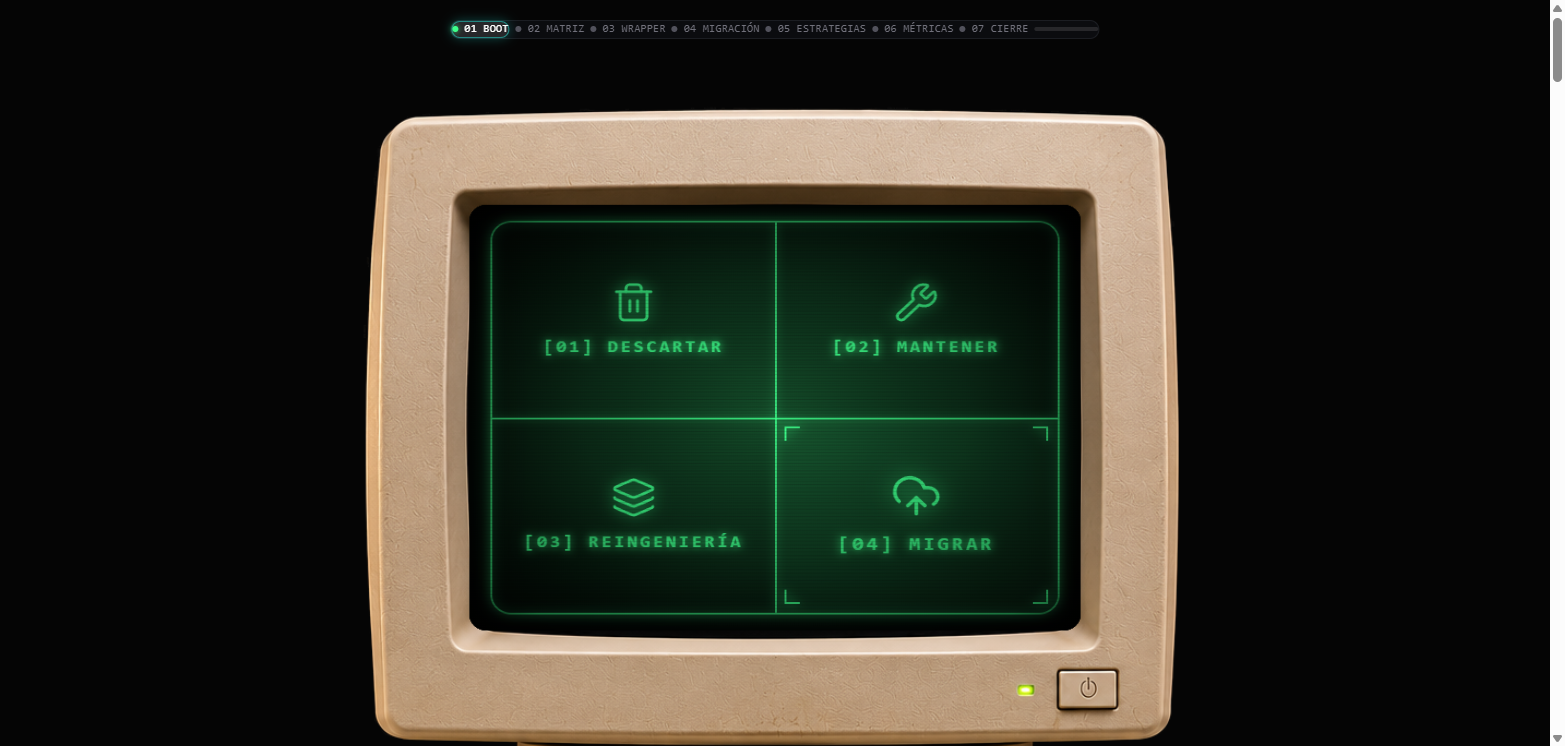 01 BOOT 02 MATRIZ 03 WRAPPER 04 MIGRACIÓN 05 ESTRATEGIAS 06 MÉTRICAS 07 CIERRE
[01] DESCARTAR [02] MANTENER
[03] REINGENIERÍA [04] MIGRAR